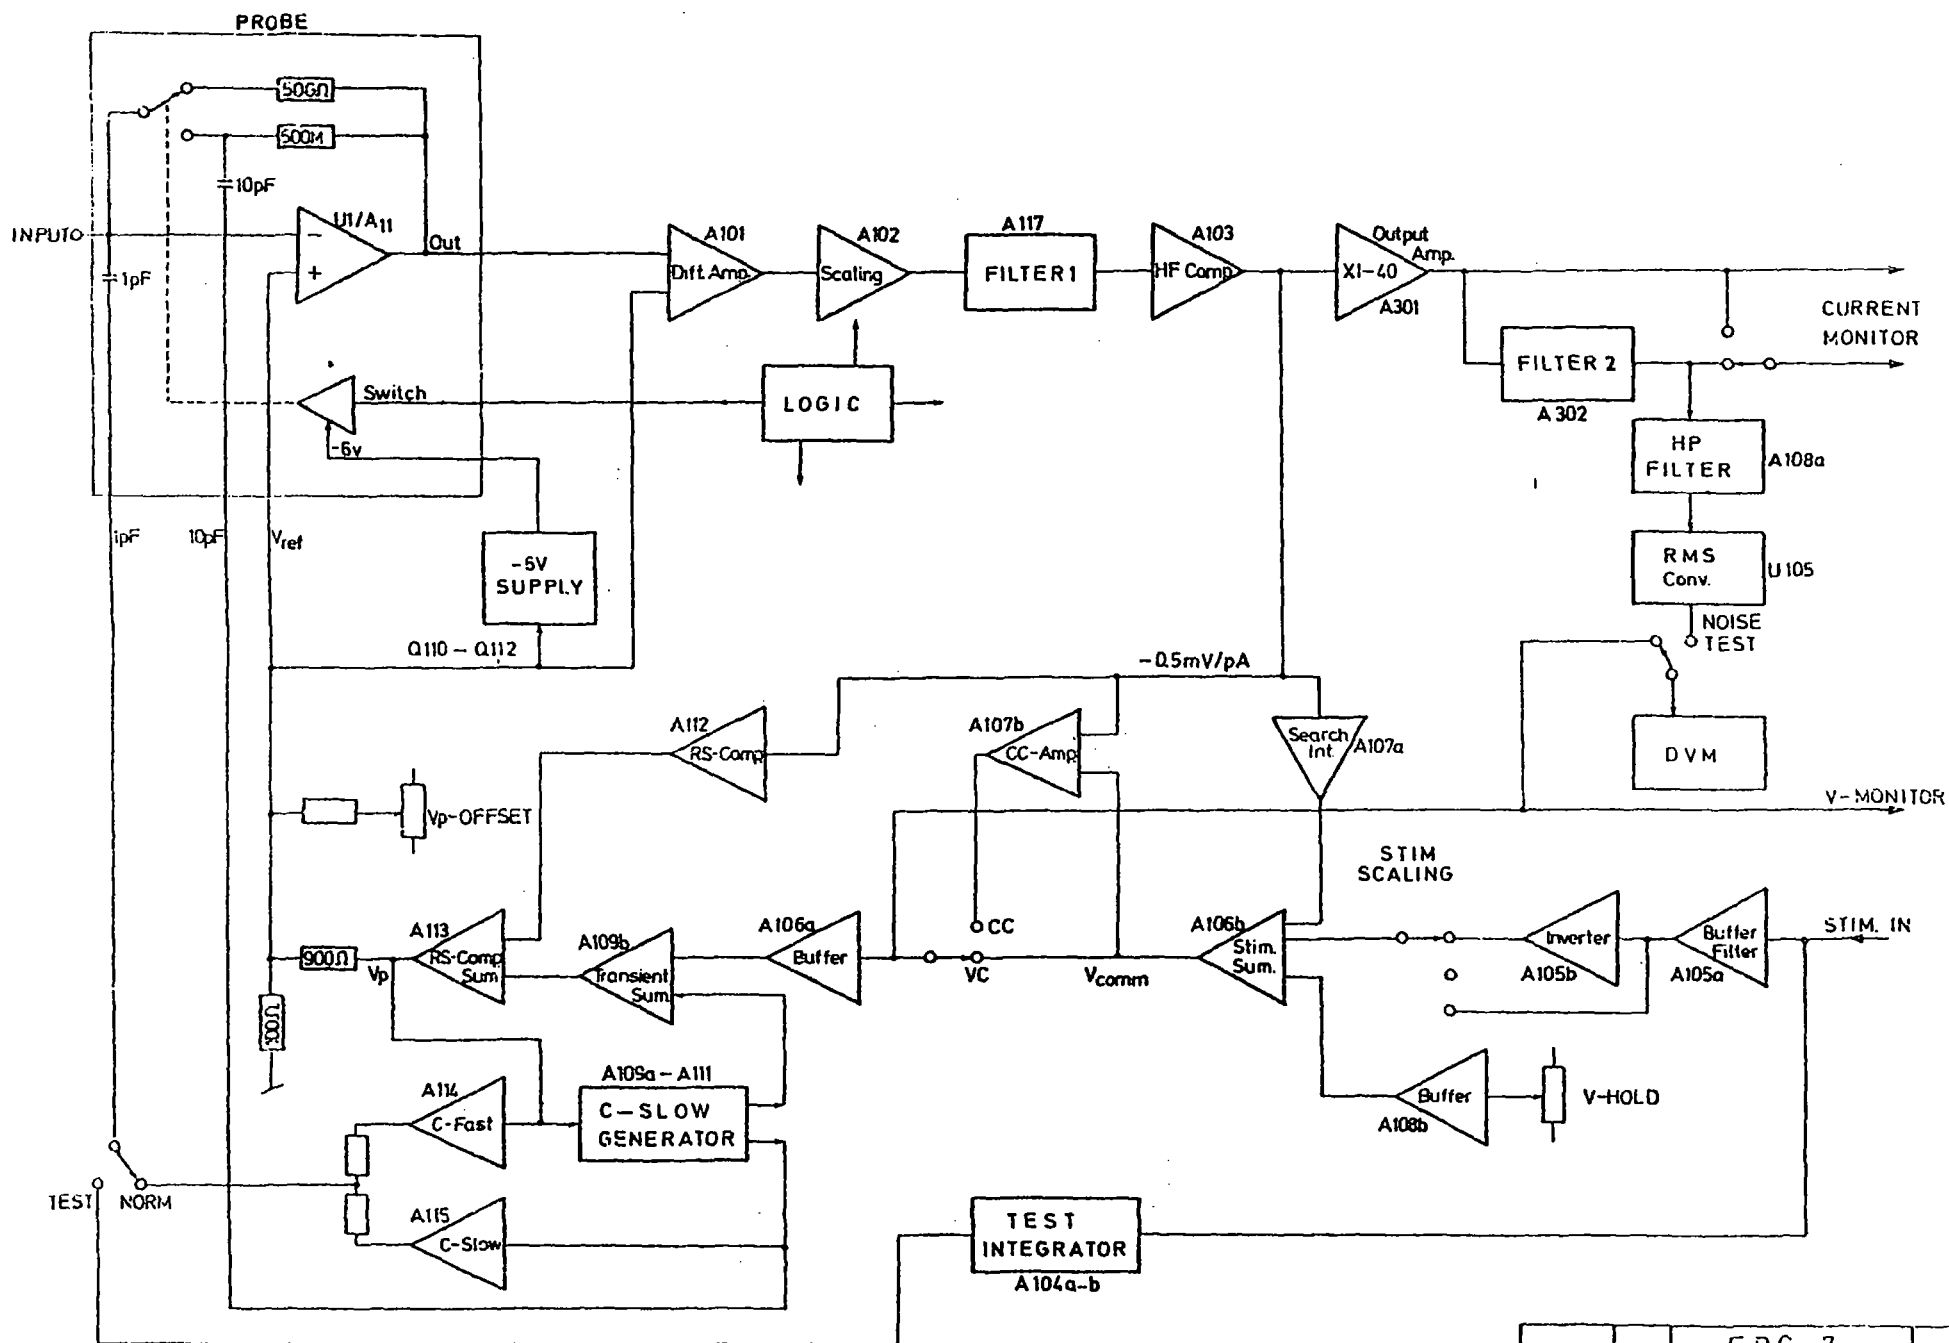 PROBE
50GΩ
500M
10pF
U1/A11
INPUT
Out
1pF
A101
Diff. Amp.
A102
Scaling
A117
FILTER 1
A103
HF Comp
Output
Amp.
X1-40
A301
CURRENT
MONITOR
FILTER 2
A302
Switch
LOGIC
-6v
HP
FILTER
A108a
1pF
10pF
Vref
-6V
SUPPLY
RMS
Conv.
U105
NOISE
TEST
Q110 - Q112
-0.5mV/pA
A112
RS-Comp
A107b
CC-Amp.
Search
Int.
A107a
DVM
V-MONITOR
Vp-OFFSET
STIM
SCALING
CC
A113
RS-Comp
Sum.
A109b
Transient
Sum.
A106a
Buffer
A106b
Stim.
Sum.
Inverter
A105b
Buffer
Filter
A105a
STIM. IN
900Ω
Vp
VC
Vcomm
100Ω
A109a-A111
A114
C-Fast
C-SLOW
GENERATOR
Buffer
A108b
V-HOLD
TEST
NORM
A115
C-Slow
TEST
INTEGRATOR
A104a-b